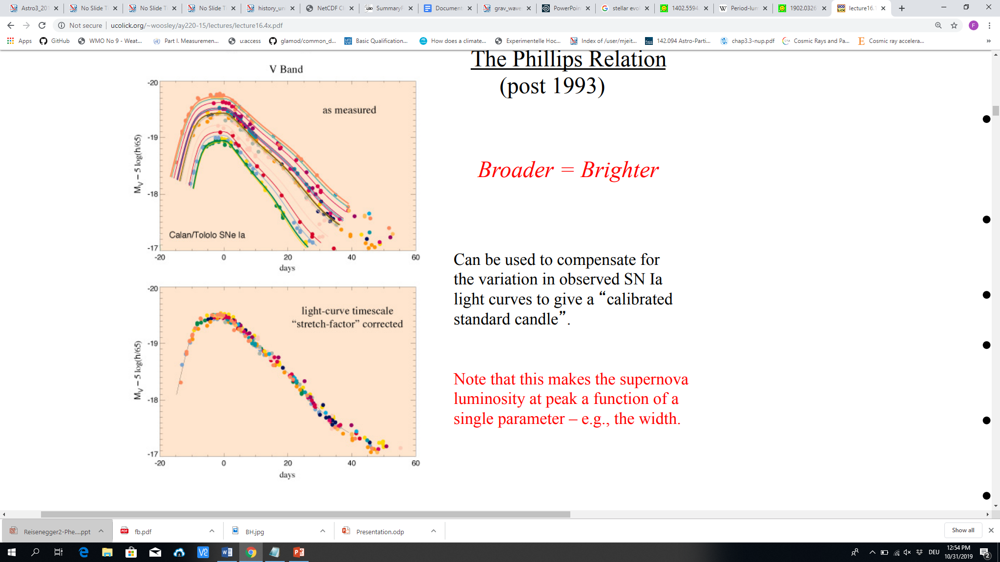 Astro3_201
No Slide Ti
No Slide Ti
No Slide Ti
history_uni
NetCDF Cl
SummaryF
Document
grav_wave
PowerPoin
stellar evol
1402.5594
Period-lum
1902.0326
lecture16.
Not secure
ucolick.org/~woosley/ay220-15/lectures/lecture16.4x.pdf
F
Apps
GitHub
WMO No 9 - Weat...
Part I. Measuremen...
u:access
glamod/common_d...
Basic Qualification...
How does a climate...
Experimentelle Hoc...
Index of /user/mjeit...
142.094 Astro-Parti...
chap3.3-nup.pdf
Cosmic Rays and Pa...
Cosmic ray accelera...
»
The Phillips Relation
(post 1993)
V Band
-20
-19
-18
-17
M_V – 5 log(h/65)
as measured
Calan/Tololo SNe Ia
-20 0 20 40 60
days
Broader = Brighter
Can be used to compensate for
the variation in observed SN Ia
light curves to give a “calibrated
standard candle”.
-20
-19
-18
-17
M_V – 5 log(h/65)
light-curve timescale
“stretch-factor” corrected
-20 0 20 40 60
days
Note that this makes the supernova
luminosity at peak a function of a
single parameter – e.g., the width.
Reisenegger2-Phe....ppt
fb.pdf
BH.jpg
Presentation.odp
Show all
DEU
12:54 PM
10/31/2019
2